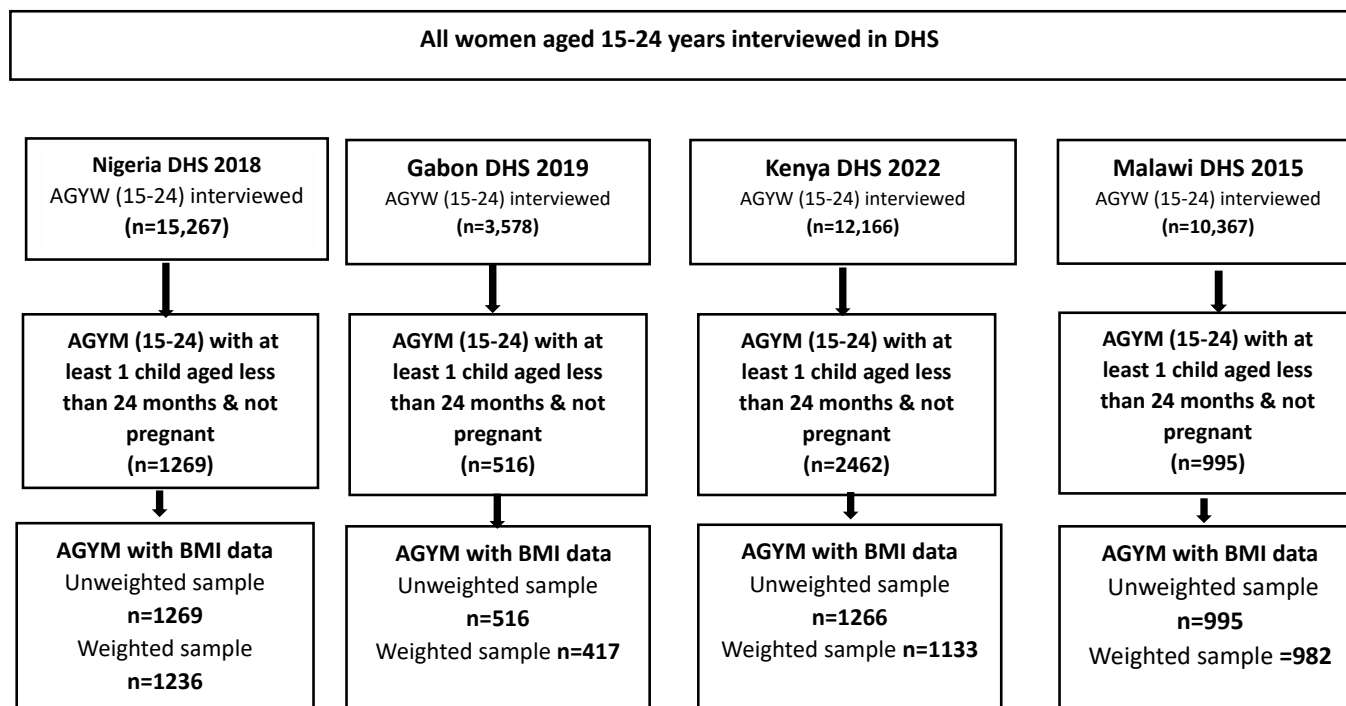 All women aged 15-24 years interviewed in DHS
Nigeria DHS 2018
AGYW (15-24) interviewed
(n=15,267)
Gabon DHS 2019
AGYW (15-24) interviewed
(n=3,578)
Kenya DHS 2022
AGYW (15-24) interviewed
(n=12,166)
Malawi DHS 2015
AGYW (15-24) interviewed
(n=10,367)
AGYM (15-24) with at
least 1 child aged less
than 24 months & not
pregnant
(n=1269)
AGYM (15-24) with at
least 1 child aged less
than 24 months & not
pregnant
(n=516)
AGYM (15-24) with at
least 1 child aged less
than 24 months & not
pregnant
(n=2462)
AGYM (15-24) with at
least 1 child aged less
than 24 months & not
pregnant
(n=995)
AGYM with BMI data
Unweighted sample
n=1269
Weighted sample
n=1236
AGYM with BMI data
Unweighted sample
n=516
Weighted sample n=417
AGYM with BMI data
Unweighted sample
n=1266
Weighted sample n=1133
AGYM with BMI data
Unweighted sample
n=995
Weighted sample =982